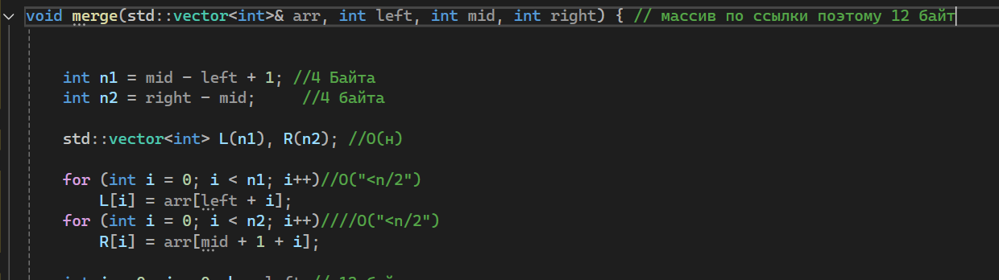 void merge(std::vector<int>& arr, int left, int mid, int right) { // массив по ссылки поэтому 12 байт
int n1 = mid - left + 1; //4 Байта
int n2 = right - mid; //4 байта
std::vector<int> L(n1), R(n2); //O(н)
for (int i = 0; i < n1; i++)//O("<n/2")
L[i] = arr[left + i];
for (int i = 0; i < n2; i++)////O("<n/2")
R[i] = arr[mid + 1 + i];